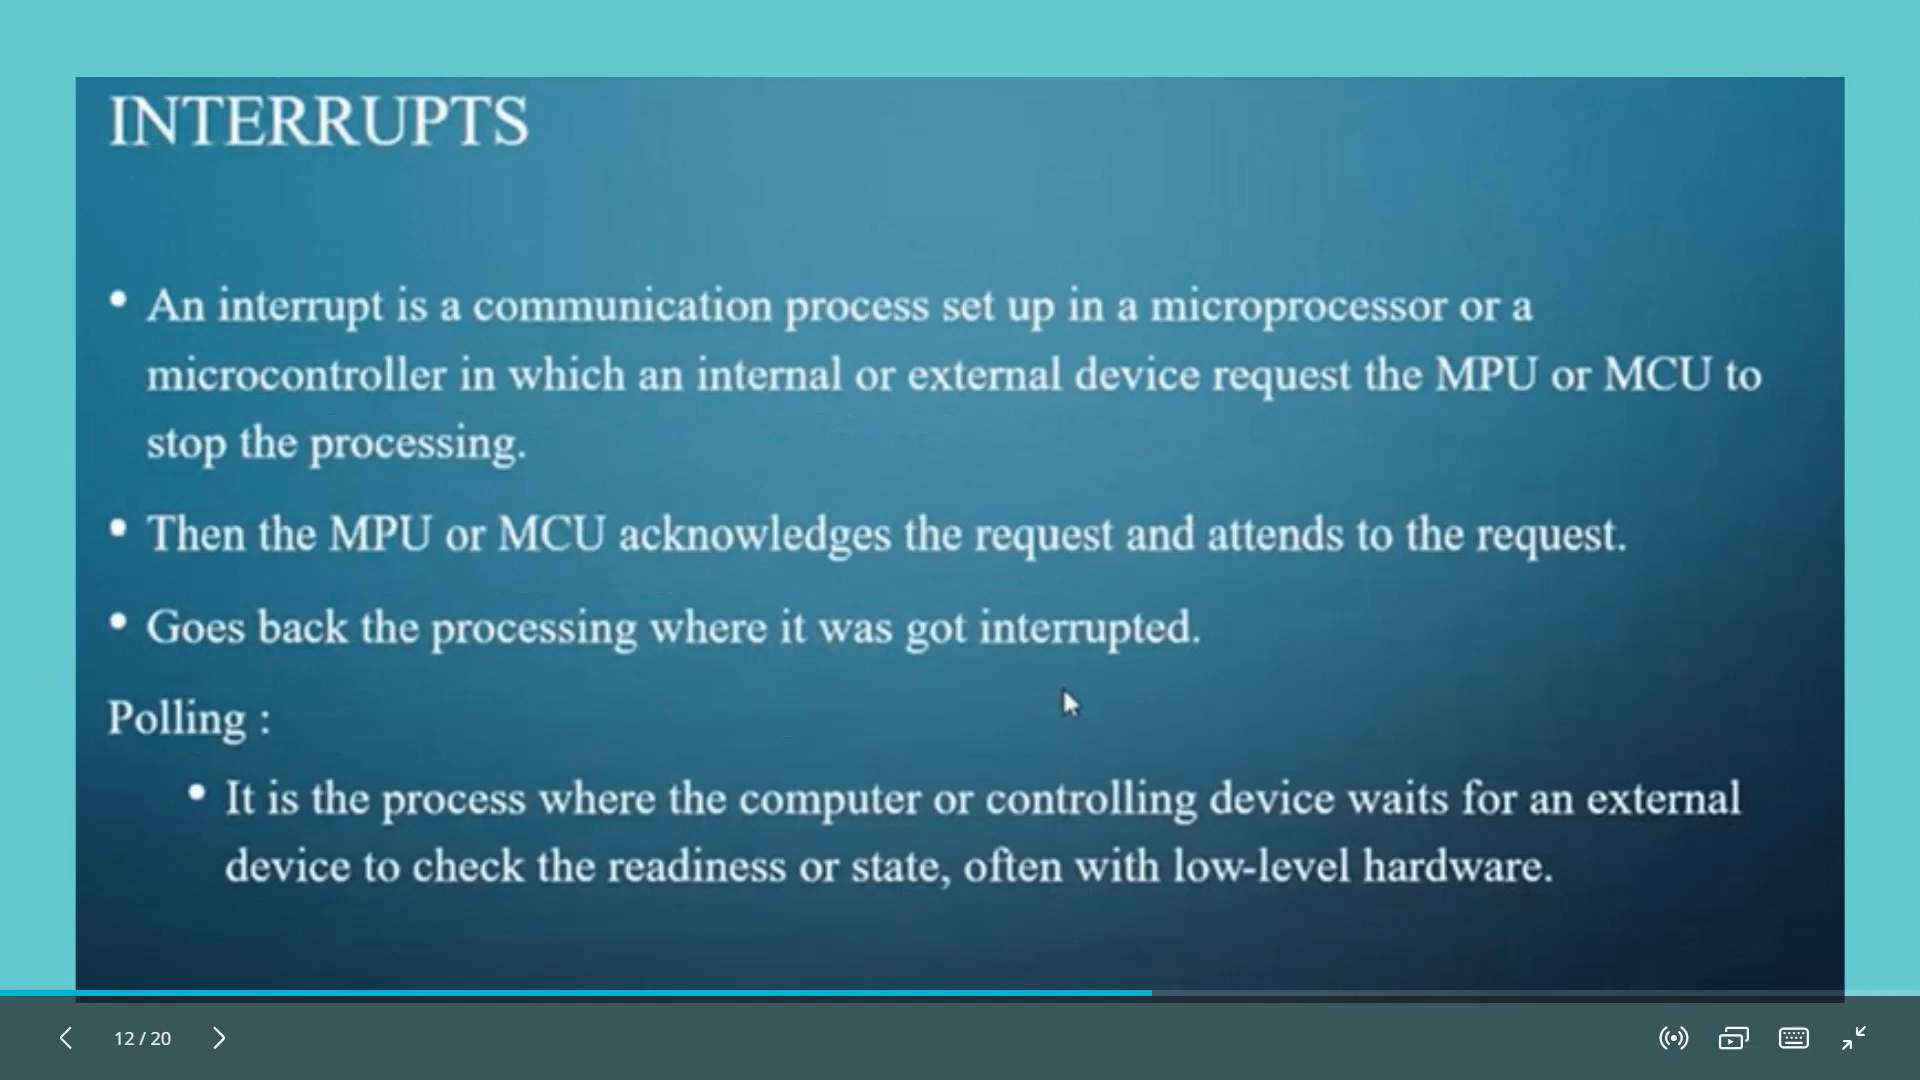 INTERRUPTS
• An interrupt is a communication process set up in a microprocessor or a
microcontroller in which an internal or external device request the MPU or MCU to
stop the processing.
• Then the MPU or MCU acknowledges the request and attends to the request.
• Goes back the processing where it was got interrupted.
Polling :
• It is the process where the computer or controlling device waits for an external
device to check the readiness or state, often with low-level hardware.
12 / 20